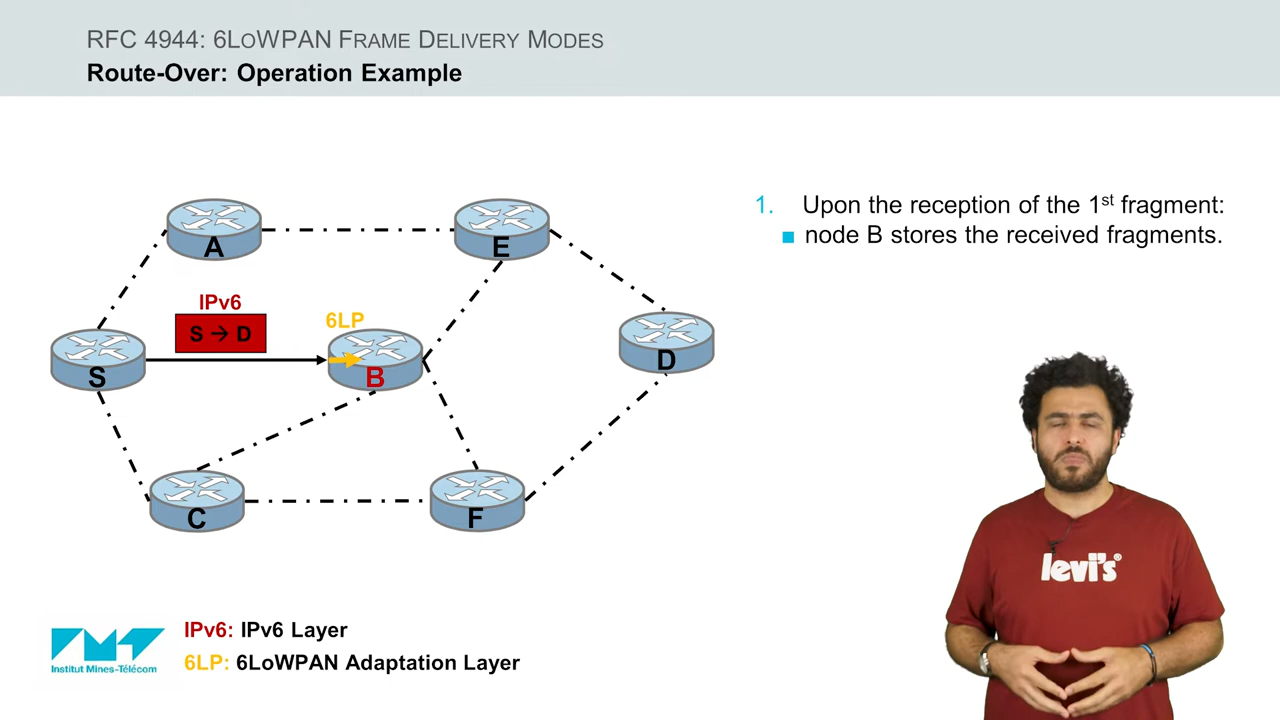 RFC 4944: 6LoWPAN Frame Delivery Modes
Route-Over: Operation Example
1. Upon the reception of the 1st fragment:
■ node B stores the received fragments.
A
E
IPv6
S → D
6LP
S
B
D
C
F
levi's®
IPv6: IPv6 Layer
6LP: 6LoWPAN Adaptation Layer
Institut Mines-Télécom